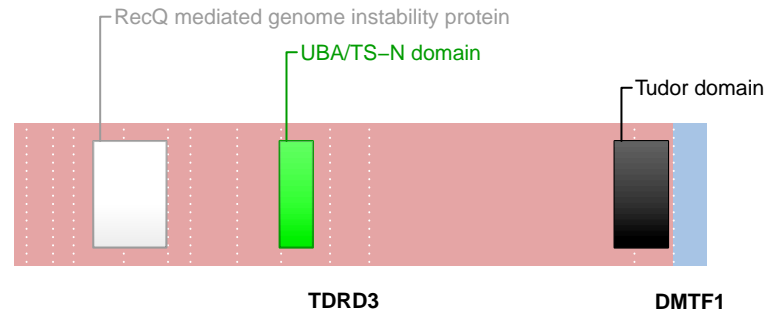 RecQ mediated genome instability protein
UBA/TS−N domain
Tudor domain
TDRD3
DMTF1